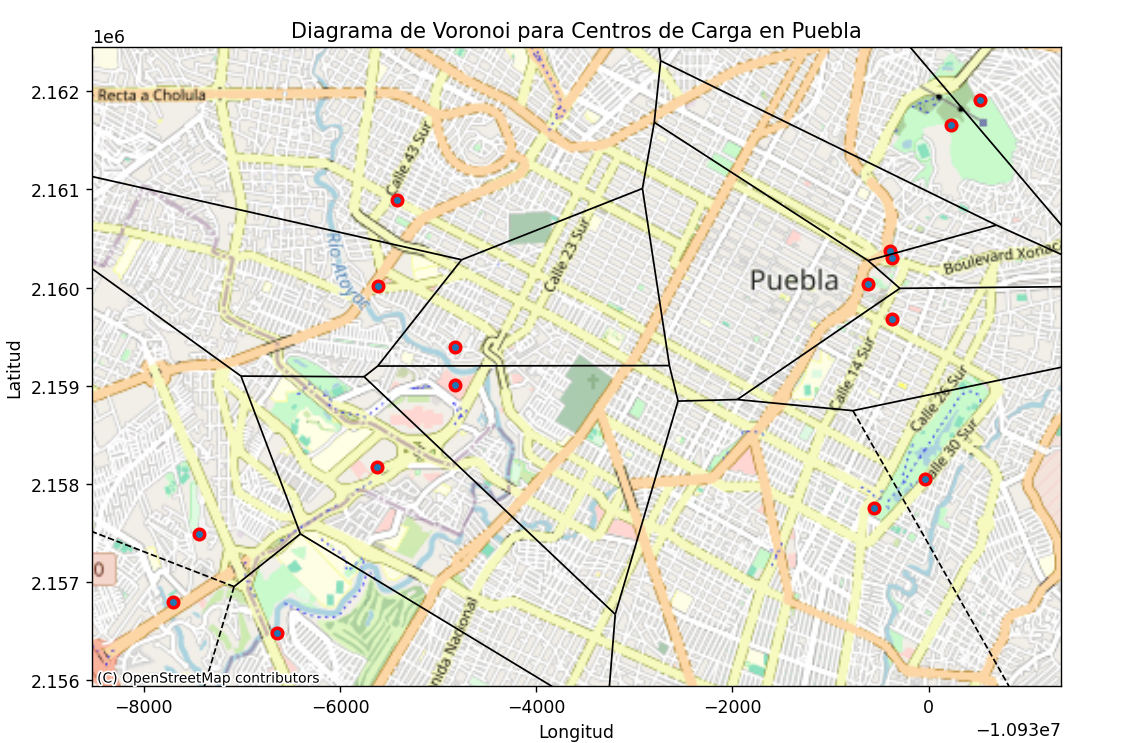 Diagrama de Voronoi para Centros de Carga en Puebla
1e6
2.162
Recta a Cholula
Calle 43 Sur
2.161
Río Atoyac
Calle 23 Sur
Boulevard Xonac
2.160
Puebla
Latitud
2.159
Calle 14 Sur
Calle 26 Sur
Calle 30 Sur
2.158
2.157
0
nida Nacional
2.156
(C) OpenStreetMap contributors
−8000
−6000
−4000
−2000
0
Longitud
−1.093e7